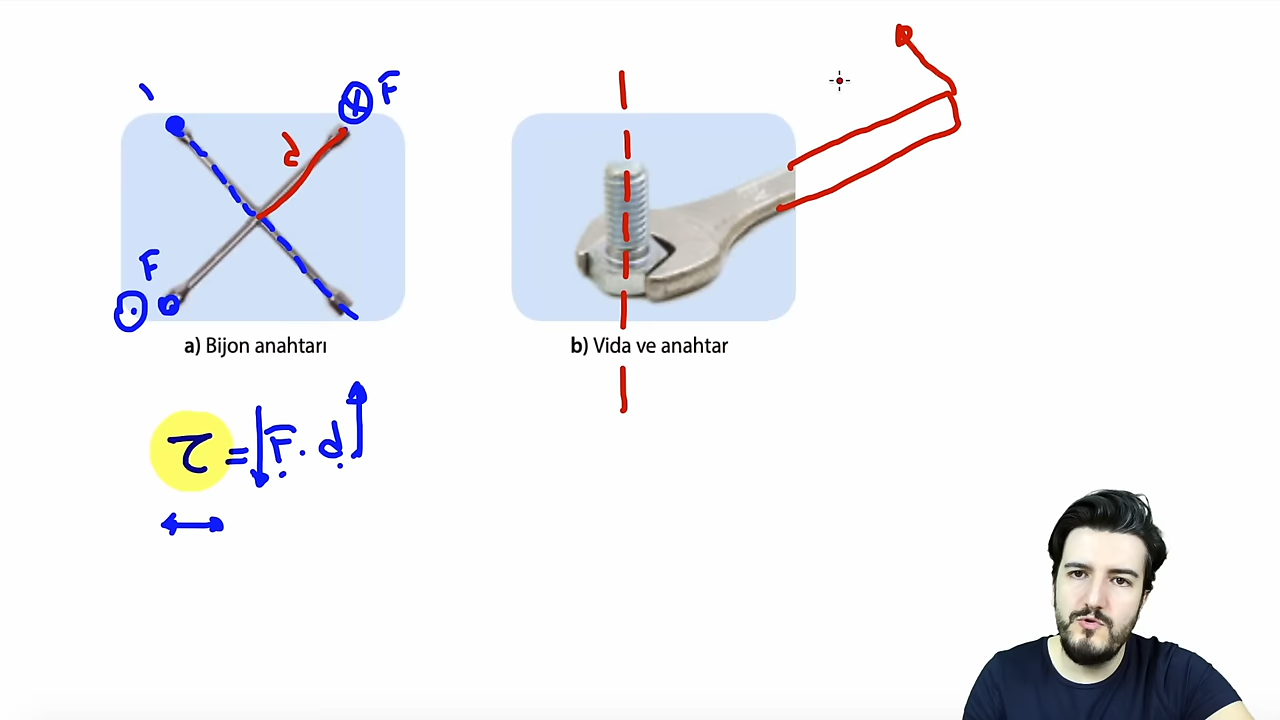 F
d
F
a) Bijon anahtarı
b) Vida ve anahtar
τ = F . d